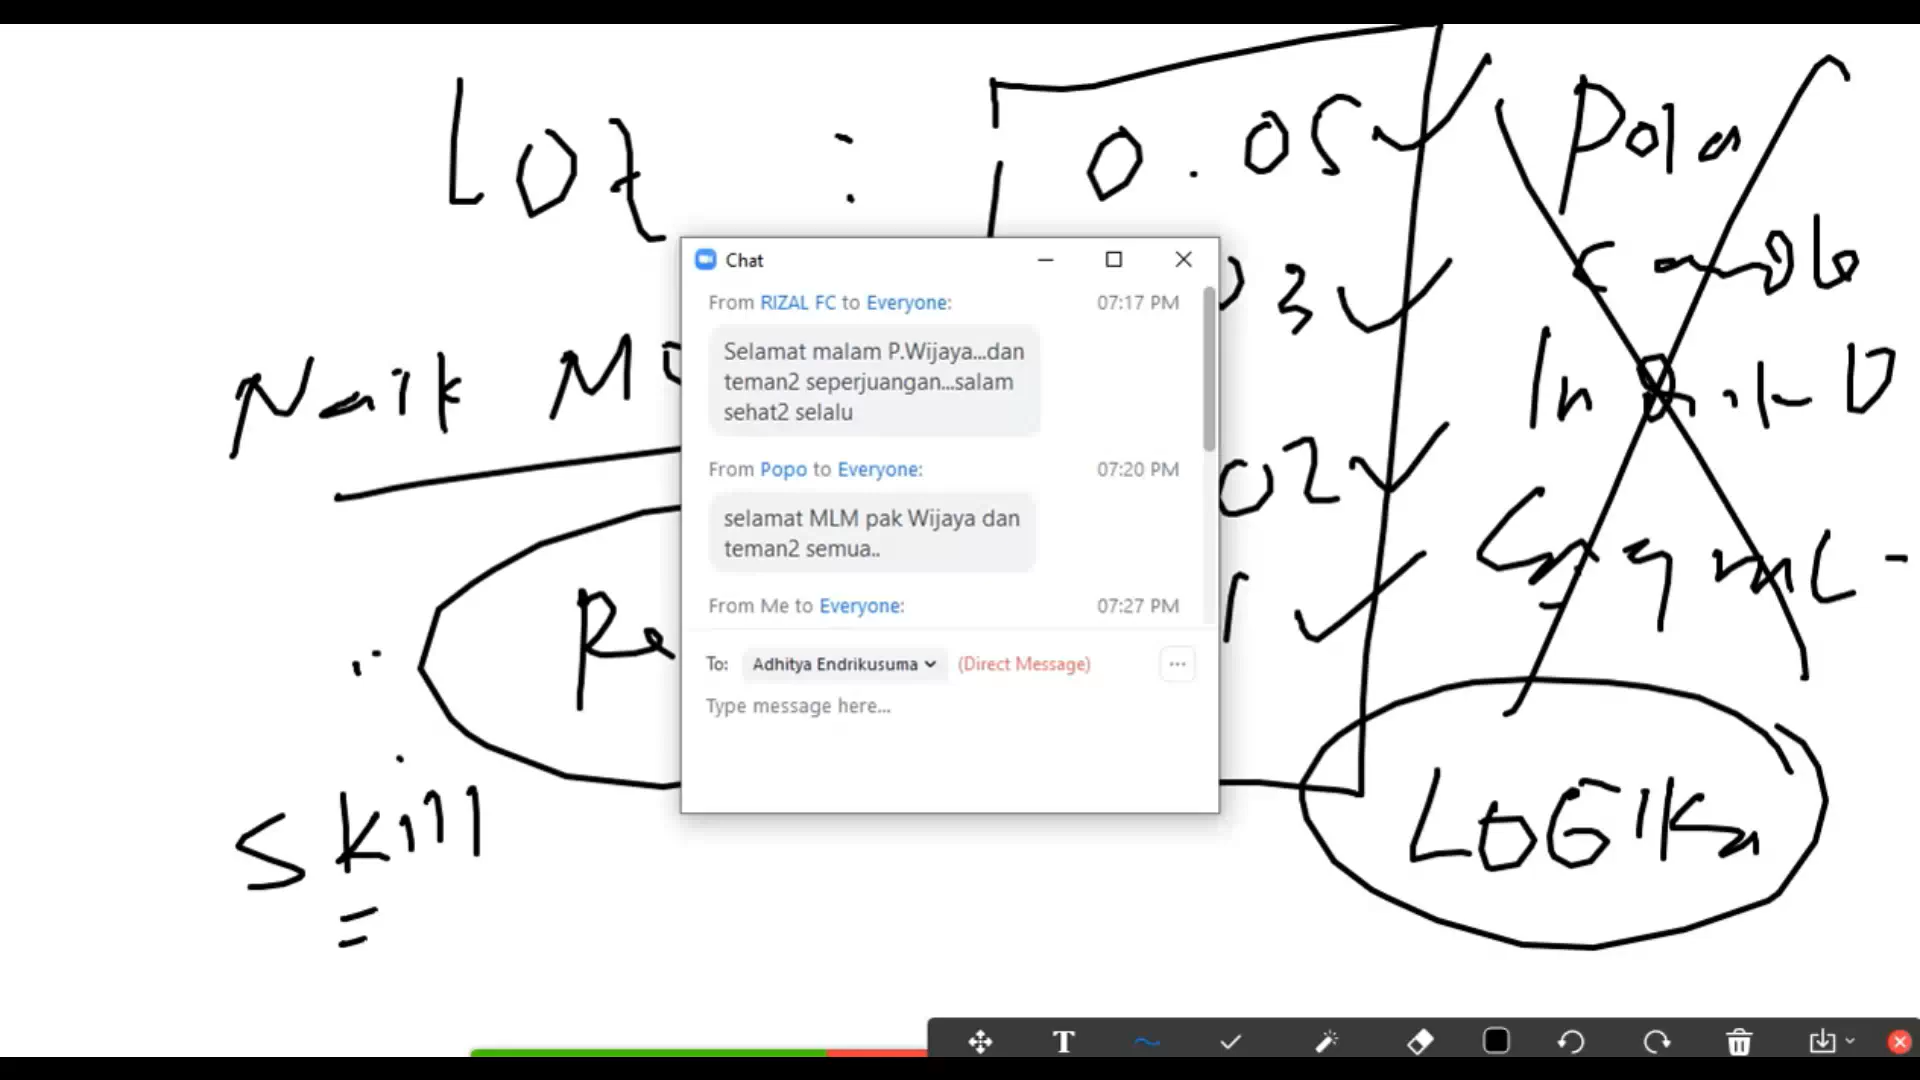 LOT : 0.05
Pola
Candle
Naik
03
02
Chat
From RIZAL FC to Everyone: 07:17 PM
Selamat malam P.Wijaya...dan
teman2 seperjuangan...salam
sehat2 selalu
From Popo to Everyone: 07:20 PM
selamat MLM pak Wijaya dan
teman2 semua..
From Me to Everyone: 07:27 PM
To: Adhitya Endrikusuma (Direct Message)
Type message here...
Skill
LOGIKa
T